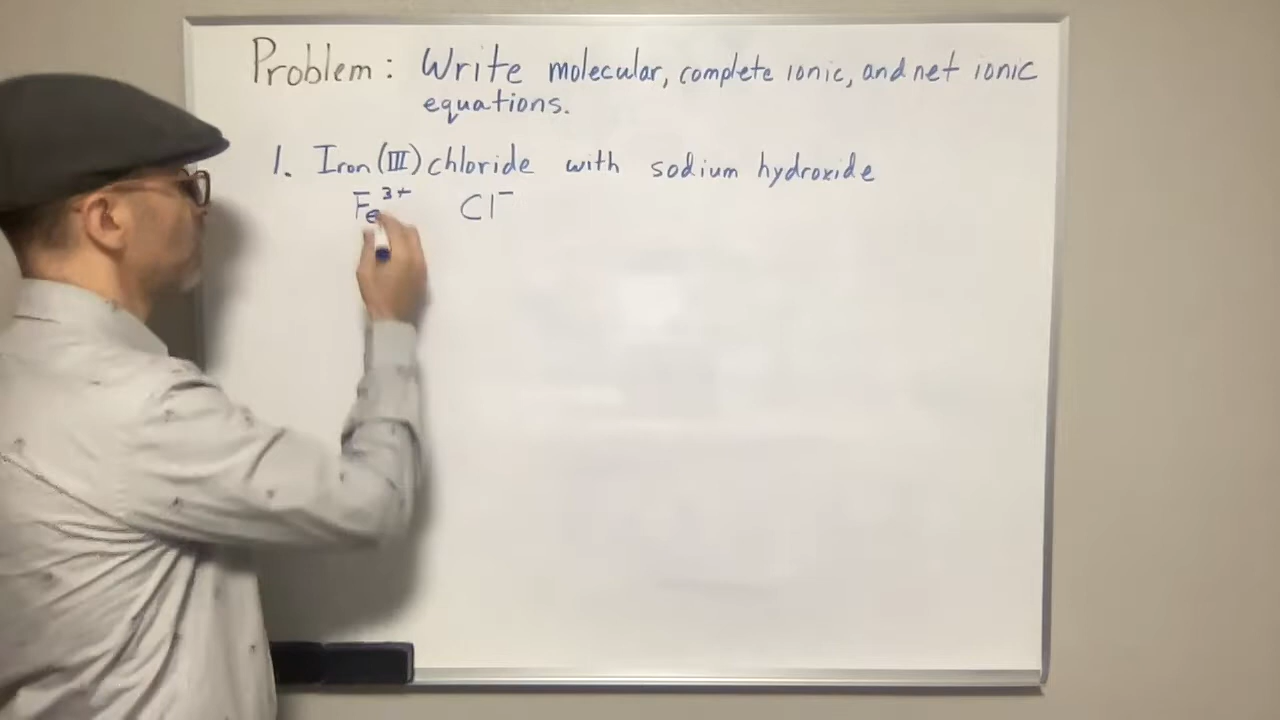 Problem: Write molecular, complete ionic, and net ionic
equations.
1. Iron (III) chloride with sodium hydroxide
Fe³⁺ Cl⁻